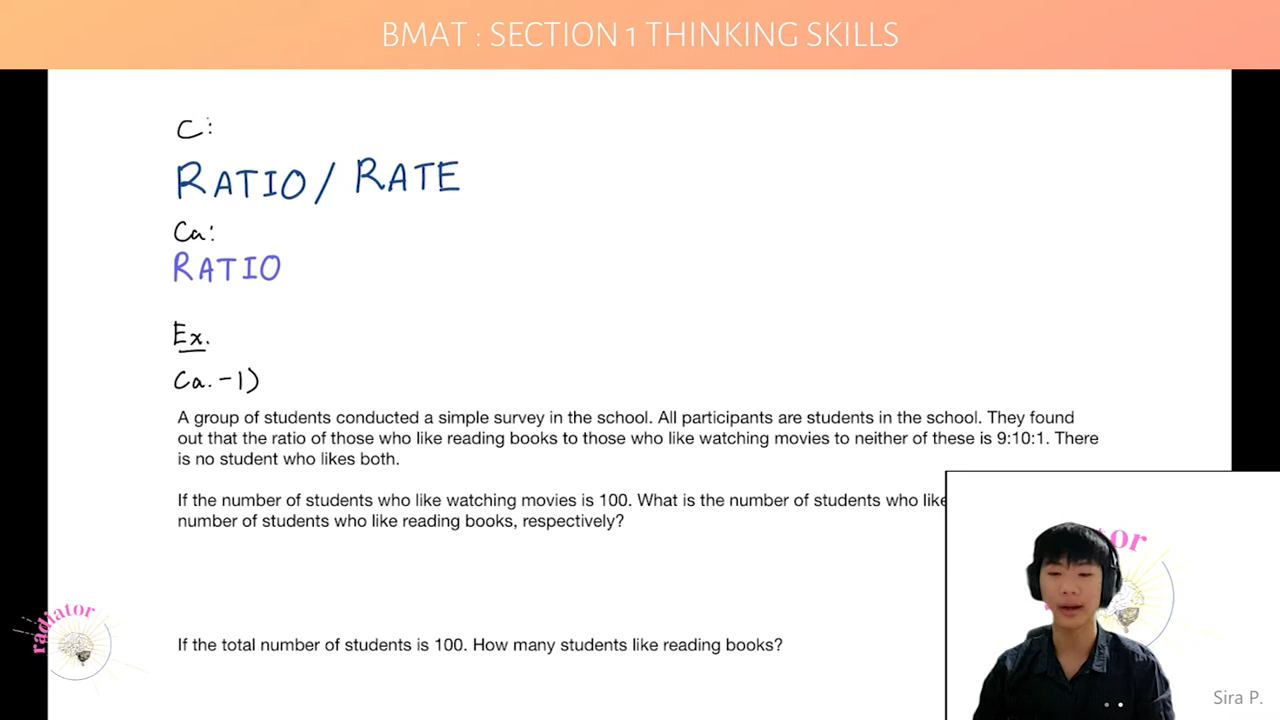 BMAT : SECTION 1 THINKING SKILLS
C:
RATIO / RATE
Ca:
RATIO
Ex.
Ca. -1)
A group of students conducted a simple survey in the school. All participants are students in the school. They found
out that the ratio of those who like reading books to those who like watching movies to neither of these is 9:10:1. There
is no student who likes both.
If the number of students who like watching movies is 100. What is the number of students who like
number of students who like reading books, respectively?
radiator
If the total number of students is 100. How many students like reading books?
Sira P.